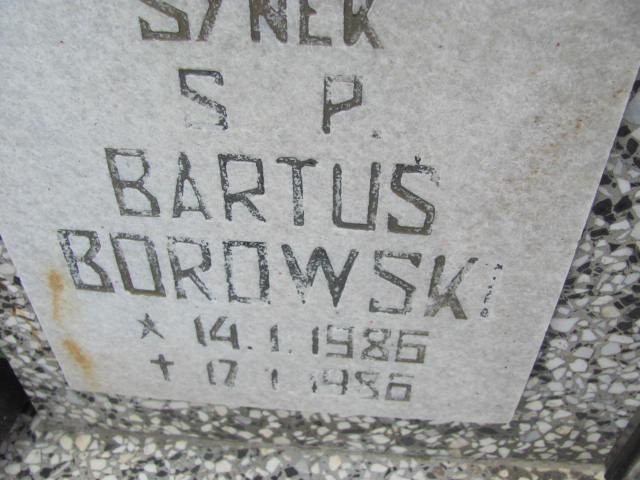 SYNEK
Ś P.
BARTUŚ
BOROWSKI
* 14.1.1986
+ 17 1 1986